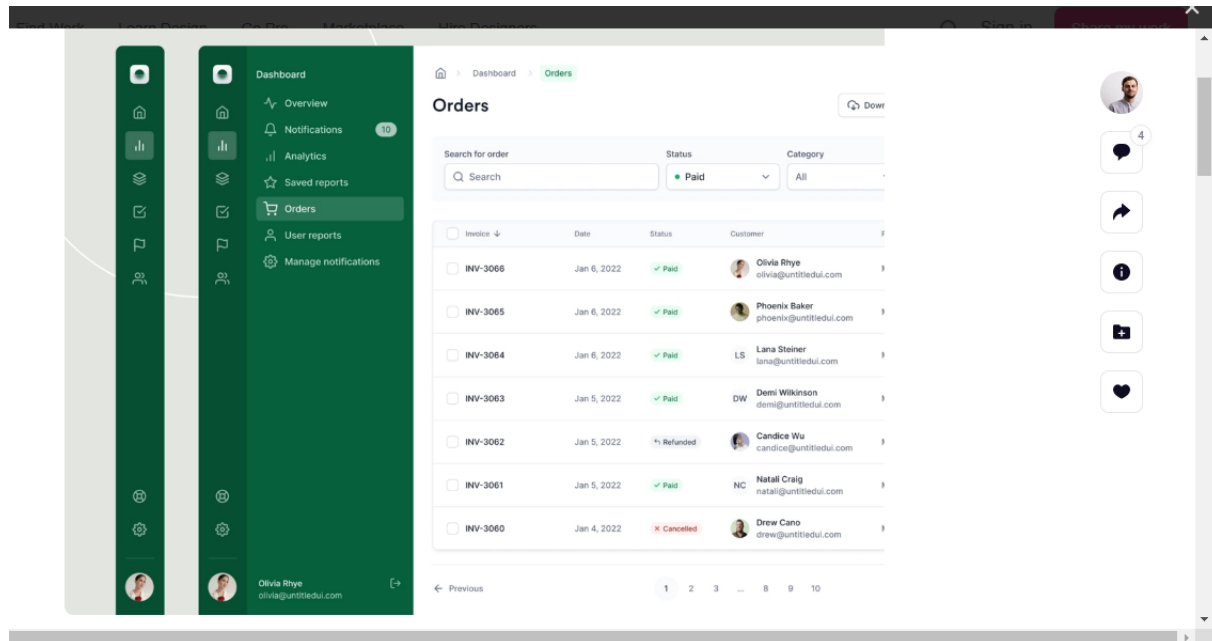 Find Work Learn Design Go Pro Marketplace Hire Designers Sign in Share my work
4
Dashboard
Overview
Notifications 10
Analytics
Saved reports
Orders
User reports
Manage notifications
Olivia Rhye
olivia@untitledui.com
Dashboard Orders
Orders
Search for order Status Category
Search Paid All
Invoice Date Status Customer
INV-3066 Jan 6, 2022 Paid Olivia Rhye
olivia@untitledui.com
INV-3065 Jan 6, 2022 Paid Phoenix Baker
phoenix@untitledui.com
INV-3064 Jan 6, 2022 Paid LS Lana Steiner
lana@untitledui.com
INV-3063 Jan 5, 2022 Paid DW Demi Wilkinson
demi@untitledui.com
INV-3062 Jan 5, 2022 Refunded Candice Wu
candice@untitledui.com
INV-3061 Jan 5, 2022 Paid NC Natali Craig
natali@untitledui.com
INV-3060 Jan 4, 2022 Cancelled Drew Cano
drew@untitledui.com
Previous 1 2 3 ... 8 9 10